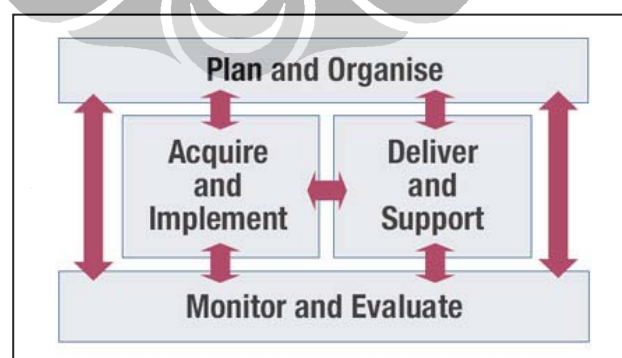 Plan and Organise
Acquire
and
Implement
Deliver
and
Support
Monitor and Evaluate